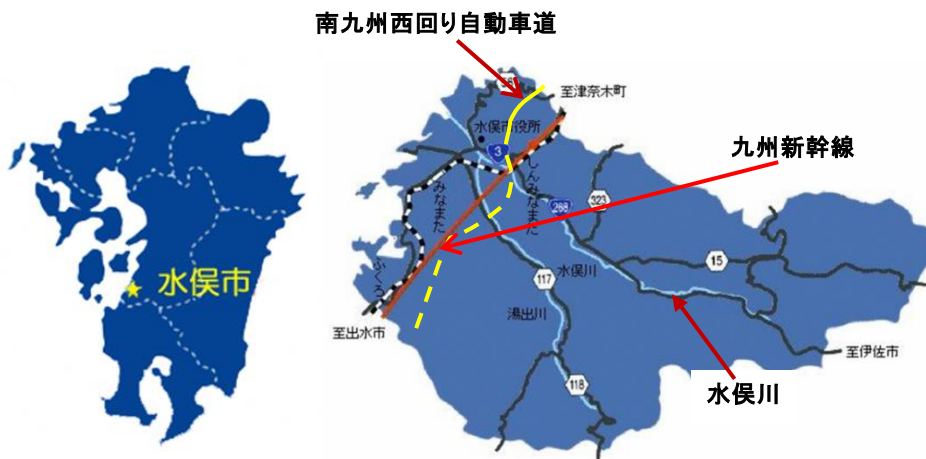 南九州西回り自動車道
至津奈木町
水俣市役所
3
九州新幹線
しんみなまた
みなまた
268
323
水俣市
15
水俣川
117
ふくろ
湯出川
至出水市
至伊佐市
118
水俣川